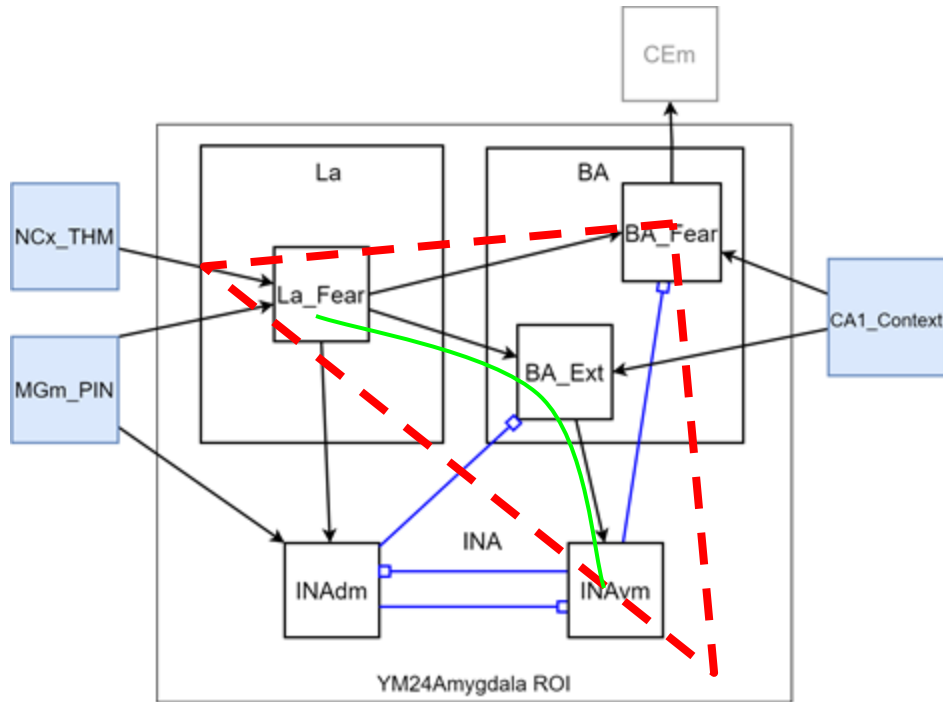 CEm
La
BA
NCx_THM
BA_Fear
La_Fear
CA1_Context
MGm_PIN
BA_Ext
INA
INAdm
INAvm
YM24Amygdala ROI